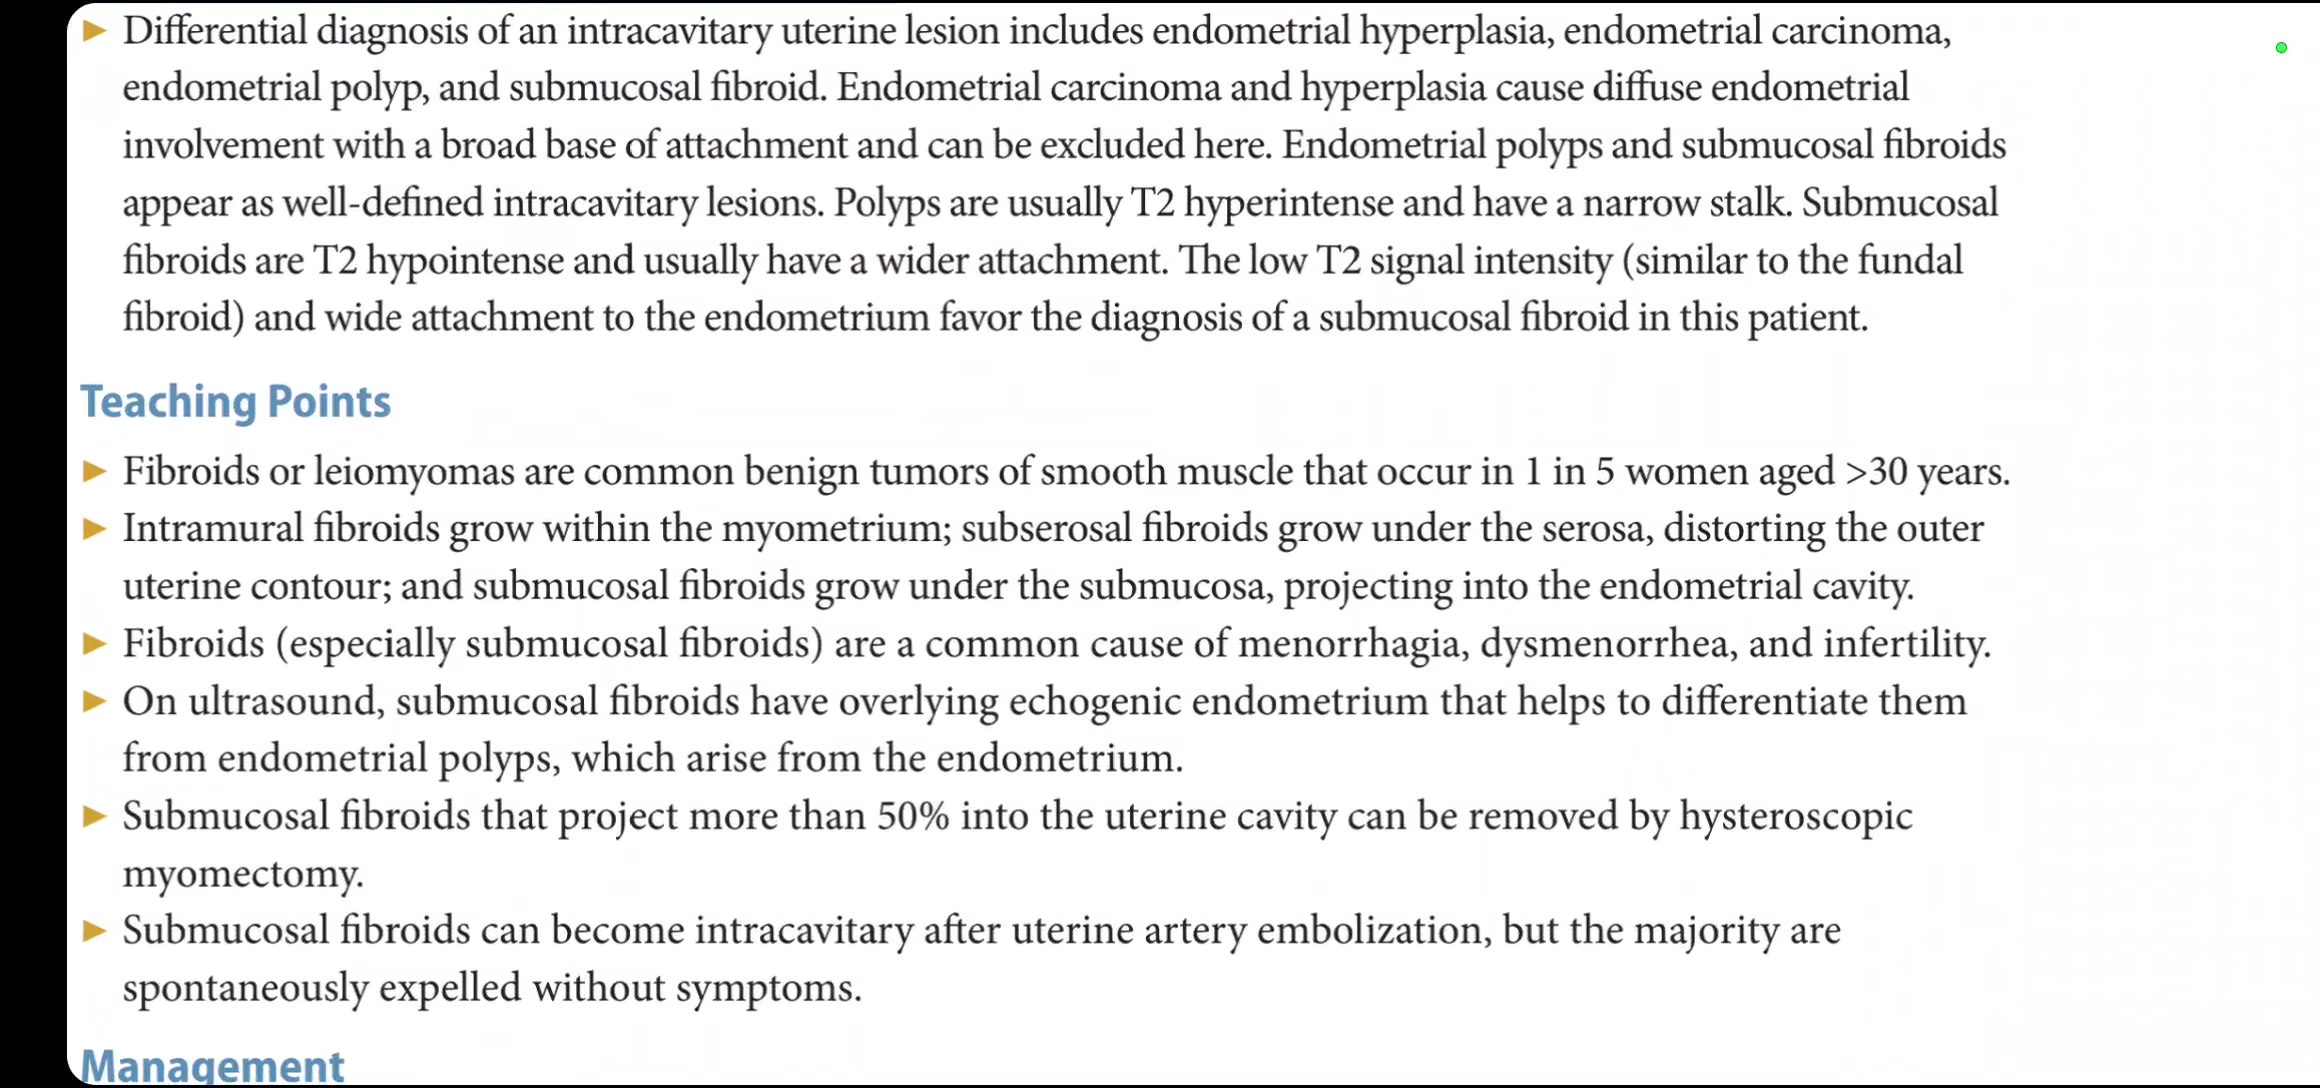 ► Differential diagnosis of an intracavitary uterine lesion includes endometrial hyperplasia, endometrial carcinoma,
endometrial polyp, and submucosal fibroid. Endometrial carcinoma and hyperplasia cause diffuse endometrial
involvement with a broad base of attachment and can be excluded here. Endometrial polyps and submucosal fibroids
appear as well-defined intracavitary lesions. Polyps are usually T2 hyperintense and have a narrow stalk. Submucosal
fibroids are T2 hypointense and usually have a wider attachment. The low T2 signal intensity (similar to the fundal
fibroid) and wide attachment to the endometrium favor the diagnosis of a submucosal fibroid in this patient.
Teaching Points
► Fibroids or leiomyomas are common benign tumors of smooth muscle that occur in 1 in 5 women aged >30 years.
► Intramural fibroids grow within the myometrium; subserosal fibroids grow under the serosa, distorting the outer
uterine contour; and submucosal fibroids grow under the submucosa, projecting into the endometrial cavity.
► Fibroids (especially submucosal fibroids) are a common cause of menorrhagia, dysmenorrhea, and infertility.
► On ultrasound, submucosal fibroids have overlying echogenic endometrium that helps to differentiate them
from endometrial polyps, which arise from the endometrium.
► Submucosal fibroids that project more than 50% into the uterine cavity can be removed by hysteroscopic
myomectomy.
► Submucosal fibroids can become intracavitary after uterine artery embolization, but the majority are
spontaneously expelled without symptoms.
Management